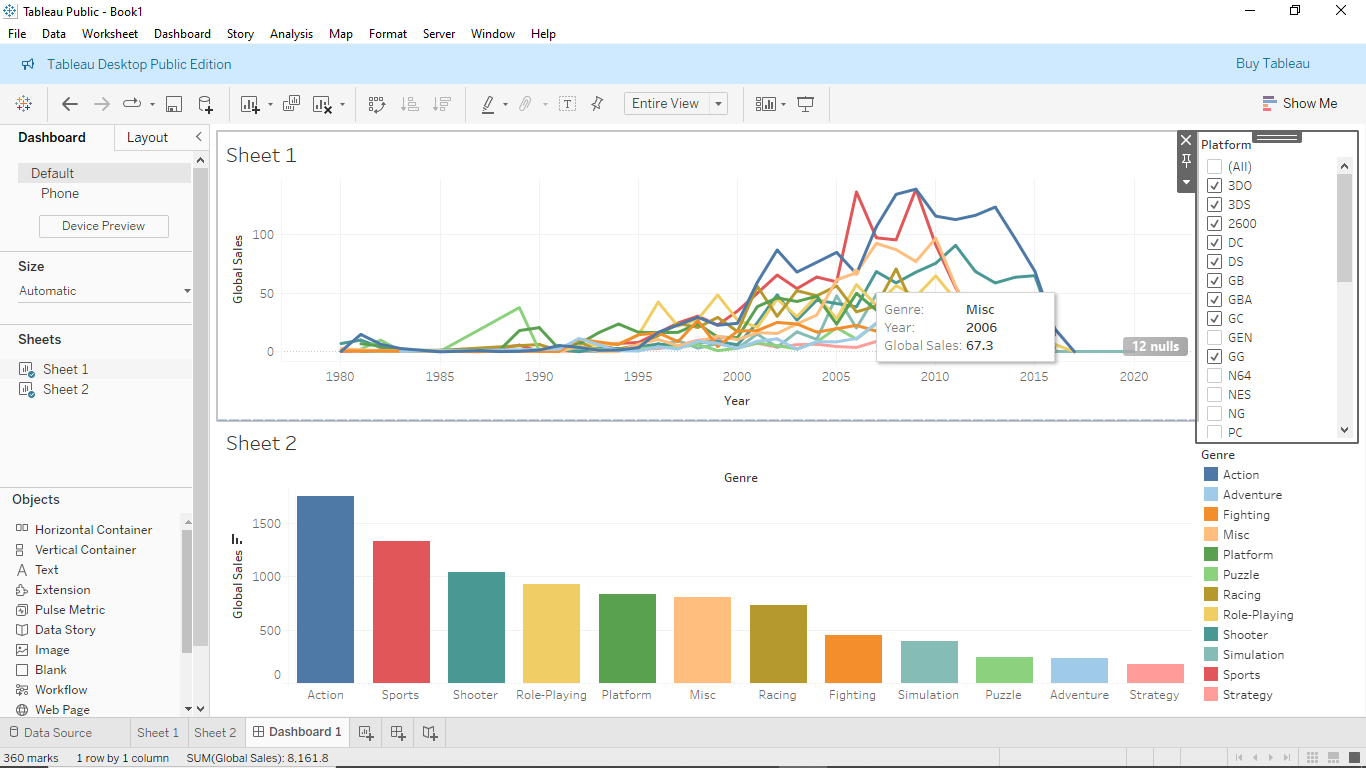 Tableau Public - Book1
File Data Worksheet Dashboard Story Analysis Map Format Server Window Help
Tableau Desktop Public Edition
Buy Tableau
Entire View
Show Me
Dashboard
Layout
Default
Phone
Device Preview
Size
Automatic
Sheets
Sheet 1
Sheet 2
Objects
Horizontal Container
Vertical Container
Text
Extension
Pulse Metric
Data Story
Image
Blank
Workflow
Web Page
Sheet 1
Global Sales
100
50
0
1980 1985 1990 1995 2000 2005 2010 2015 2020
Year
Genre: Misc
Year: 2006
Global Sales: 67.3
12 nulls
Platform
(All)
3DO
3DS
2600
DC
DS
GB
GBA
GC
GEN
GG
N64
NES
NG
PC
Sheet 2
Genre
Global Sales
1500
1000
500
0
Action Sports Shooter Role-Playing Platform Misc Racing Fighting Simulation Puzzle Adventure Strategy
Genre
Action
Adventure
Fighting
Misc
Platform
Puzzle
Racing
Role-Playing
Shooter
Simulation
Sports
Strategy
Data Source
Sheet 1
Sheet 2
Dashboard 1
360 marks 1 row by 1 column SUM(Global Sales): 8,161.8